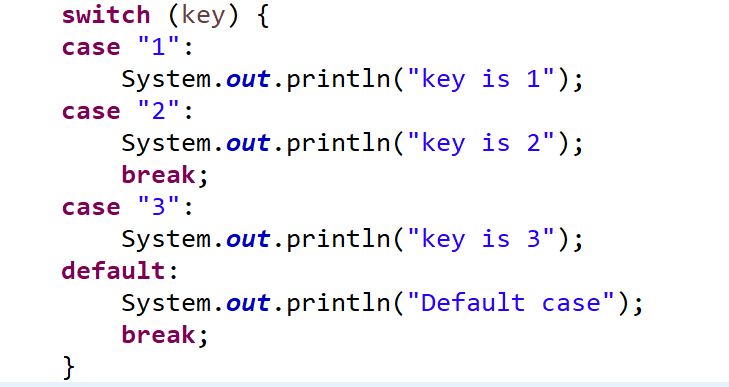 switch (key) {
case "1":
    System.out.println("key is 1");
case "2":
    System.out.println("key is 2");
    break;
case "3":
    System.out.println("key is 3");
default:
    System.out.println("Default case");
    break;
}